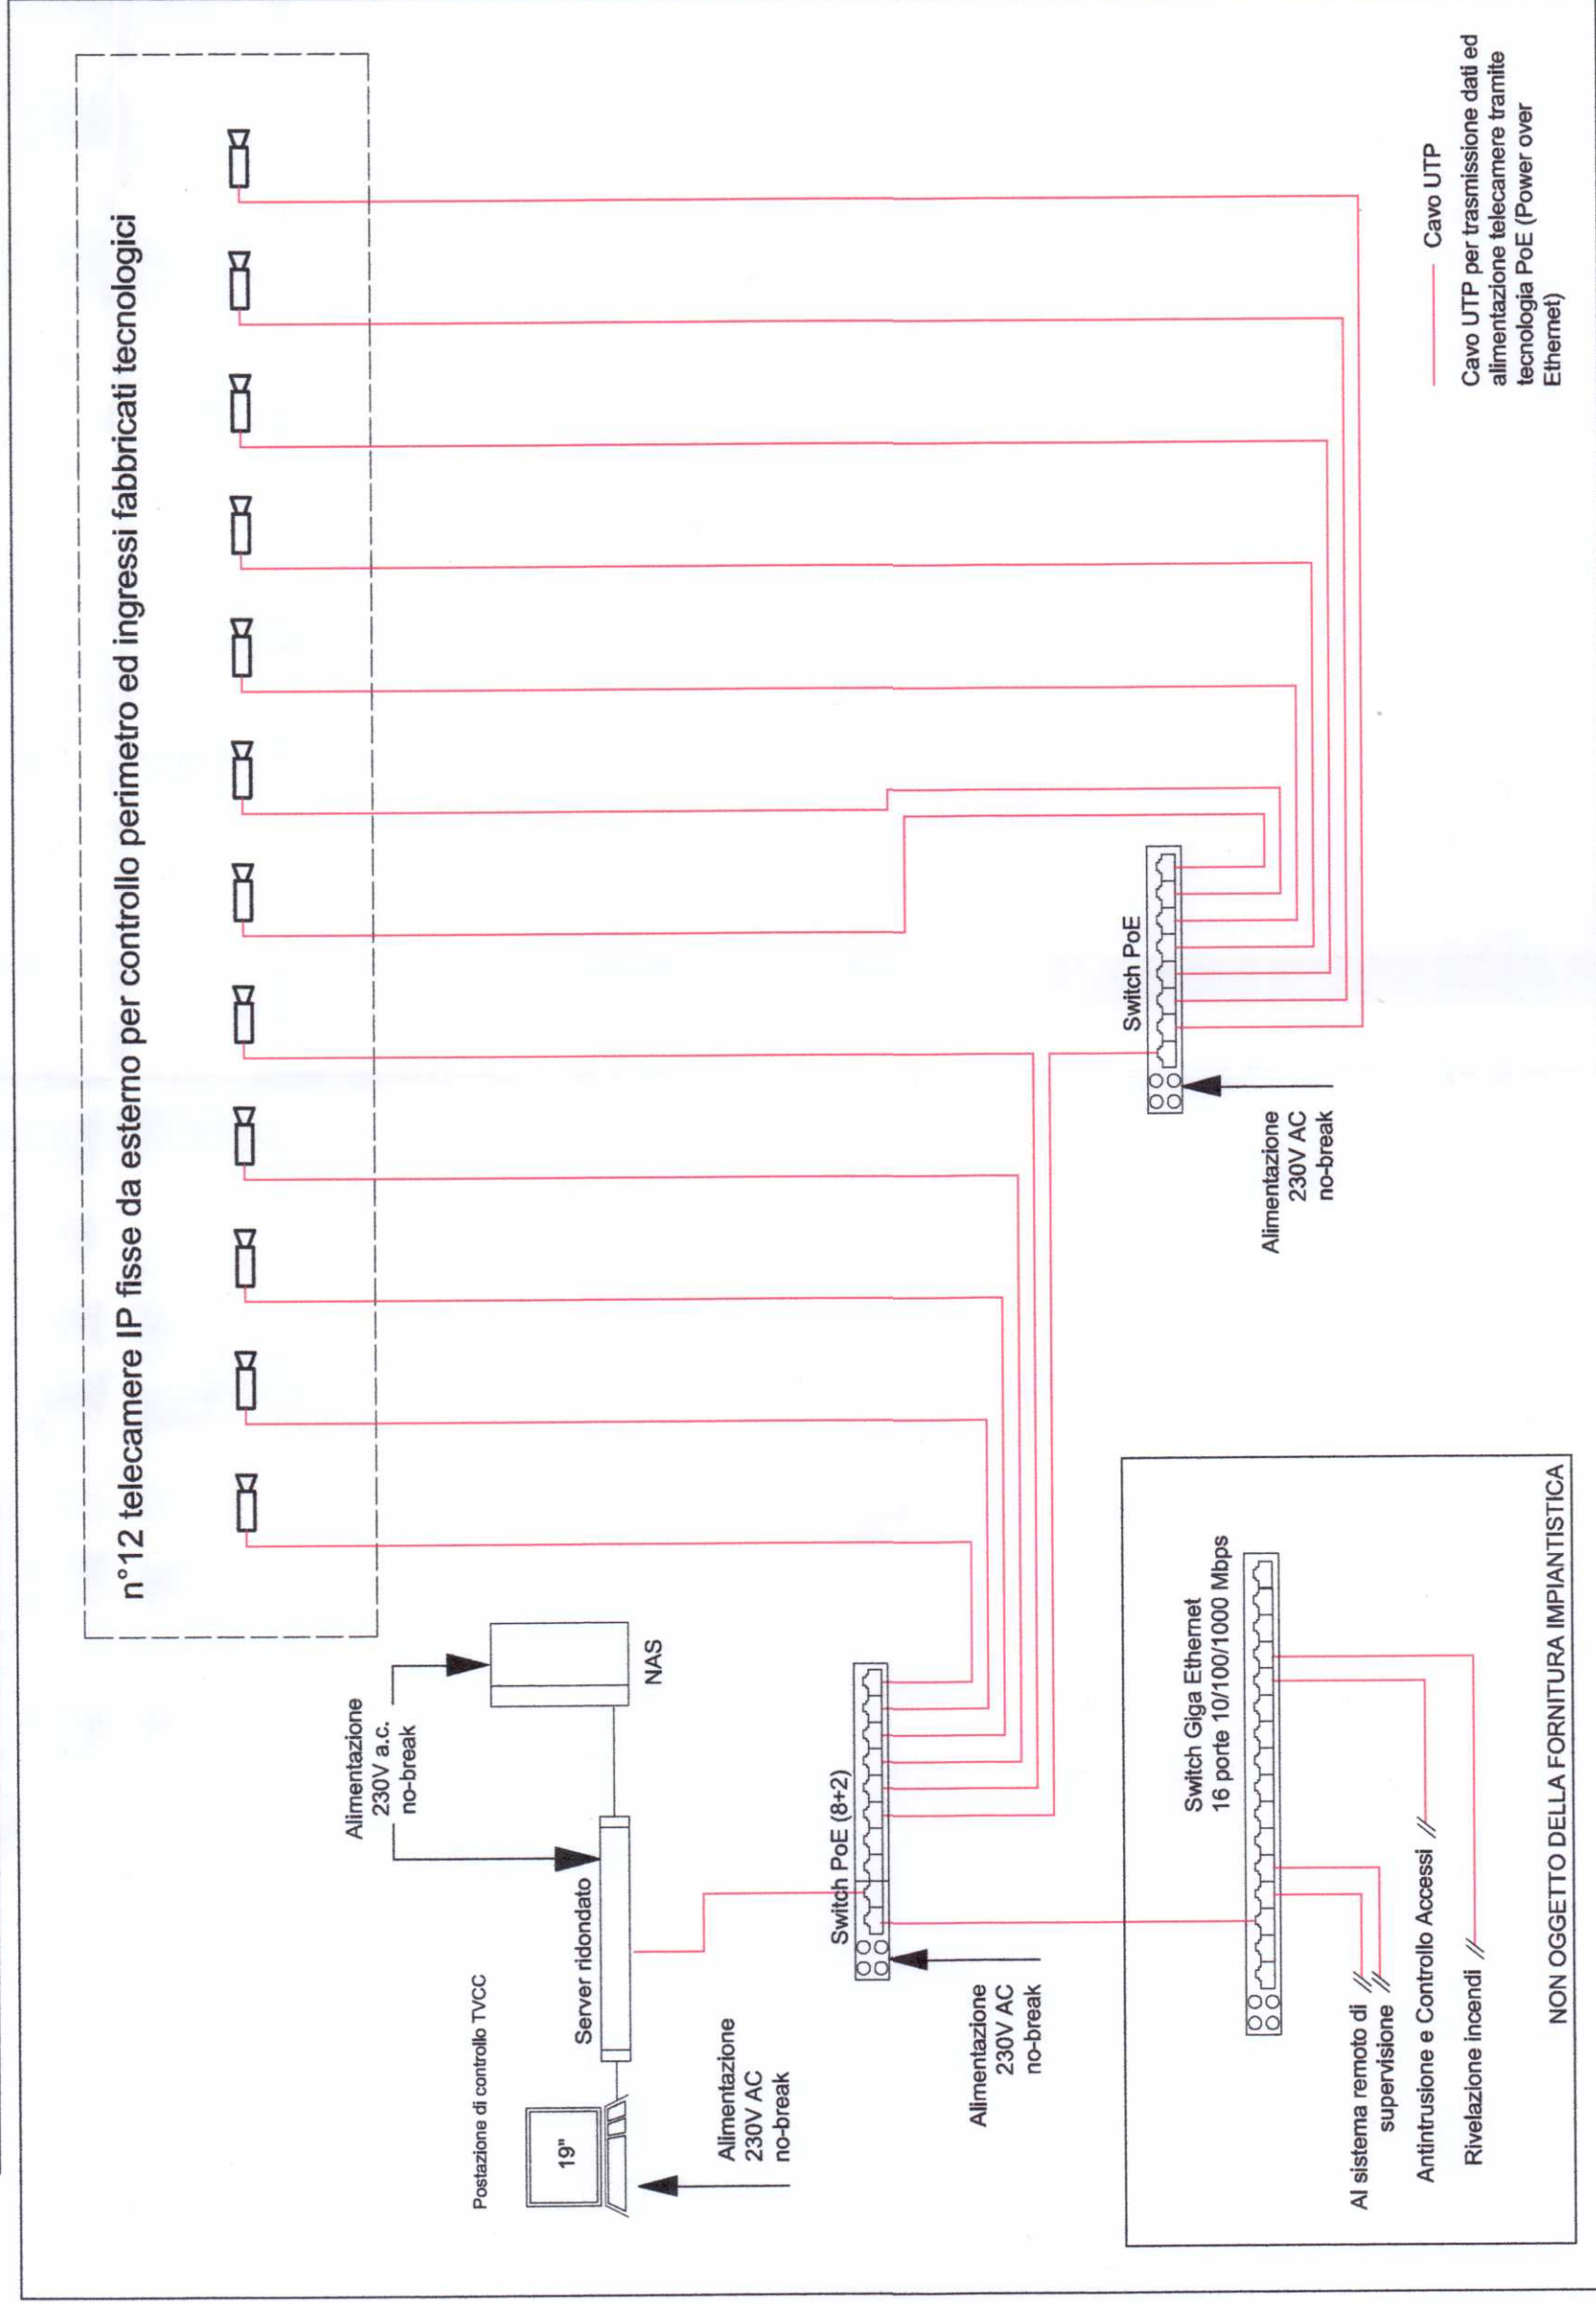 n°12 telecamere IP fisse da esterno per controllo perimetro ed ingressi fabbricati tecnologici
Alimentazione
230V a.c.
no-break
NAS
Postazione di controllo TVCC
19"
Server ridondato
Alimentazione
230V AC
no-break
Switch PoE (8+2)
Alimentazione
230V AC
no-break
Switch PoE
Alimentazione
230V AC
no-break
Switch Giga Ethernet
16 porte 10/100/1000 Mbps
Al sistema remoto di
supervisione
Antintrusione e Controllo Accessi
Rivelazione incendi
NON OGGETTO DELLA FORNITURA IMPIANTISTICA
Cavo UTP
Cavo UTP per trasmissione dati ed
alimentazione telecamere tramite
tecnologia PoE (Power over
Ethernet)